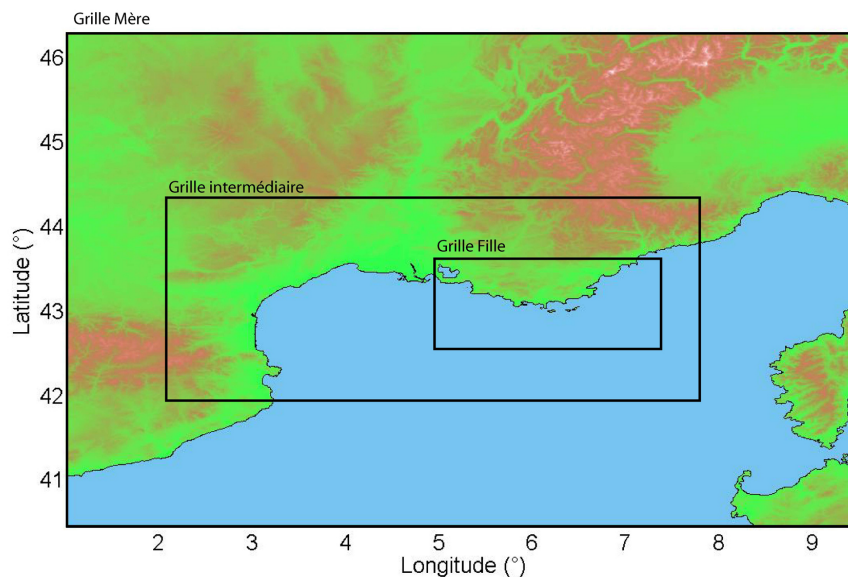 Grille Mère
46
45
Grille intermédiaire
44
Grille Fille
43
42
41
Latitude (°)
2 3 4 5 6 7 8 9
Longitude (°)